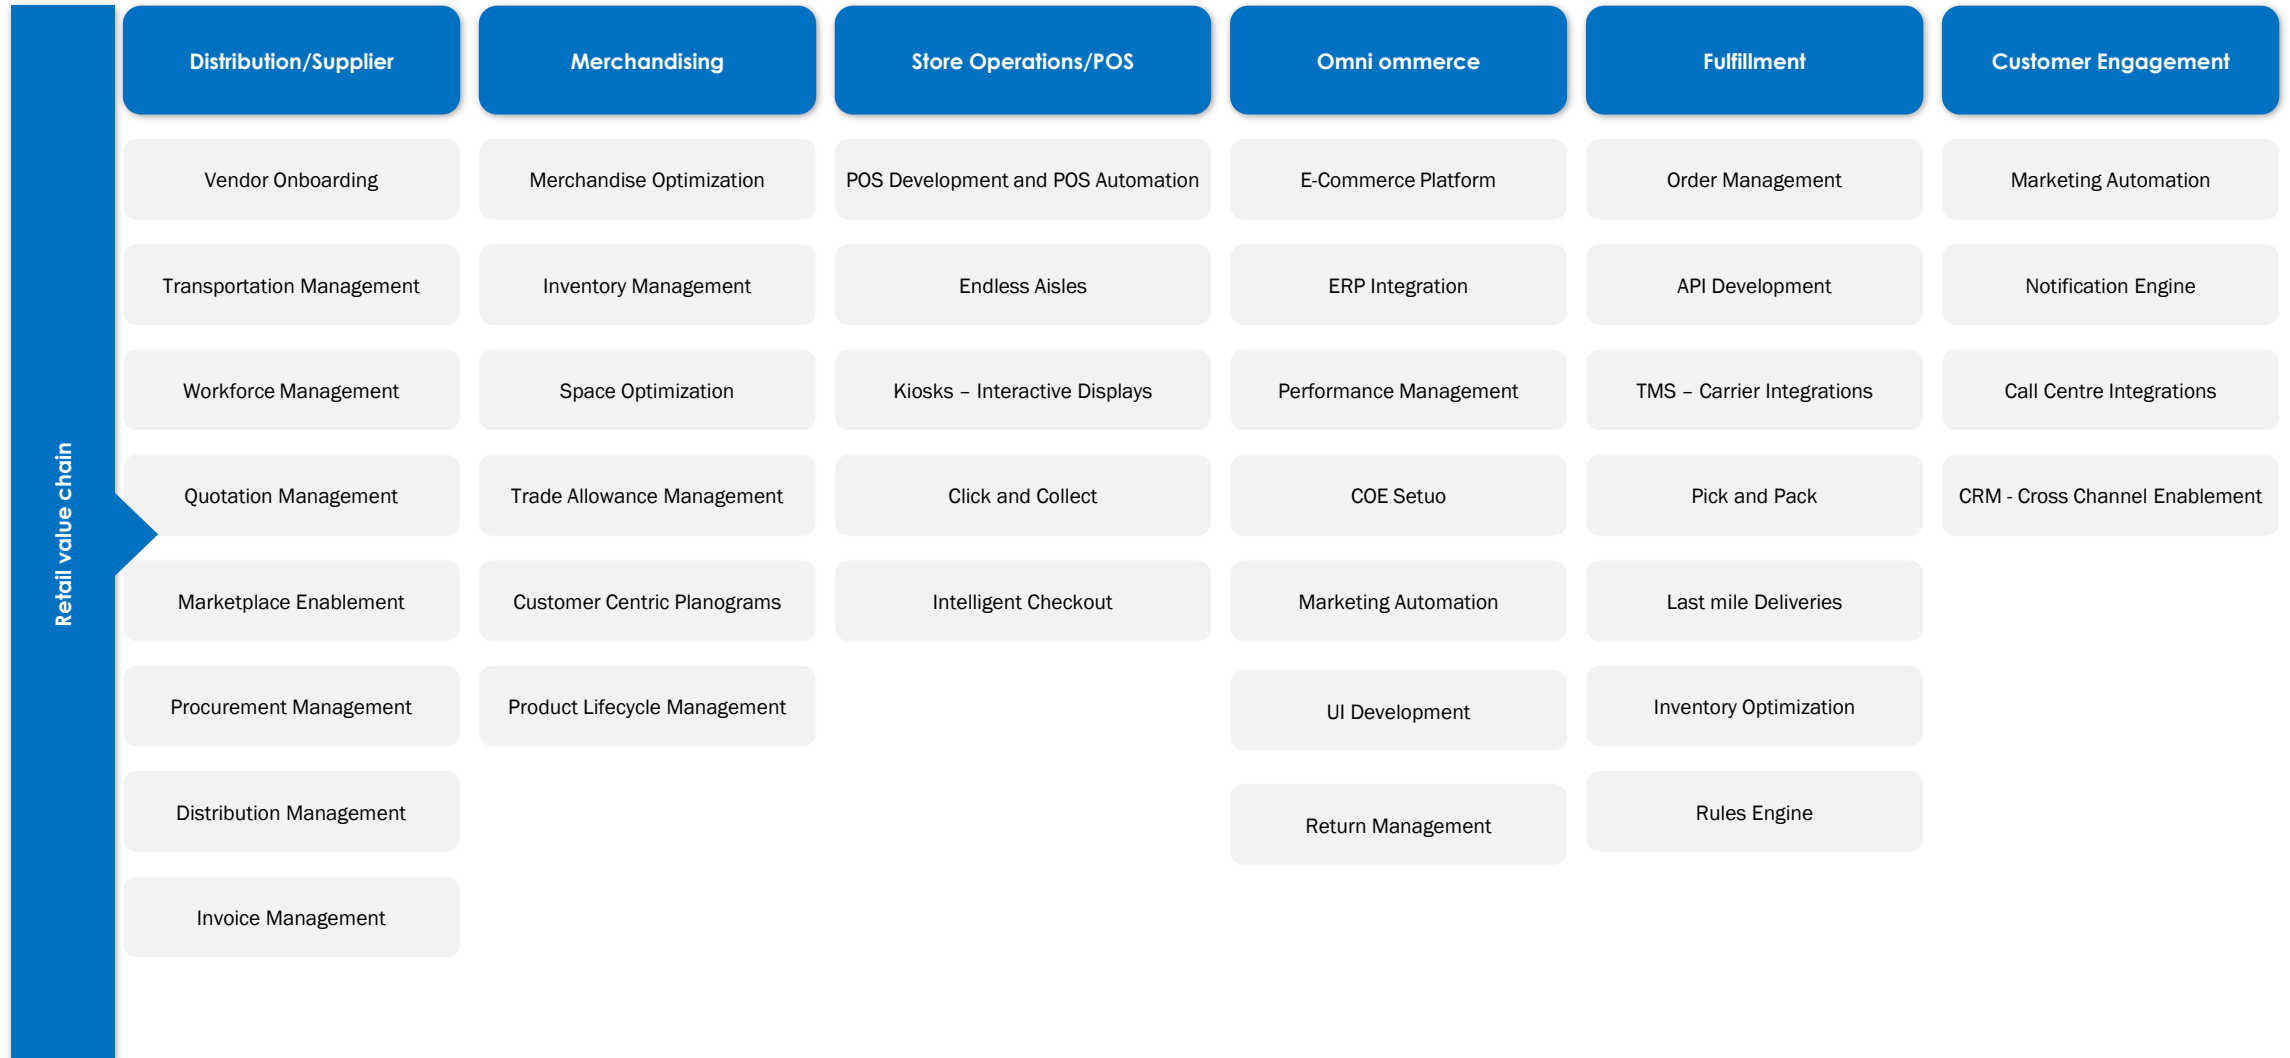 Retail value chain
Distribution/Supplier
Vendor Onboarding
Transportation Management
Workforce Management
Quotation Management
Marketplace Enablement
Procurement Management
Distribution Management
Invoice Management
Merchandising
Merchandise Optimization
Inventory Management
Space Optimization
Trade Allowance Management
Customer Centric Planograms
Product Lifecycle Management
Store Operations/POS
POS Development and POS Automation
Endless Aisles
Kiosks – Interactive Displays
Click and Collect
Intelligent Checkout
Omni ommerce
E-Commerce Platform
ERP Integration
Performance Management
COE Setuo
Marketing Automation
UI Development
Return Management
Fulfillment
Order Management
API Development
TMS – Carrier Integrations
Pick and Pack
Last mile Deliveries
Inventory Optimization
Rules Engine
Customer Engagement
Marketing Automation
Notification Engine
Call Centre Integrations
CRM - Cross Channel Enablement